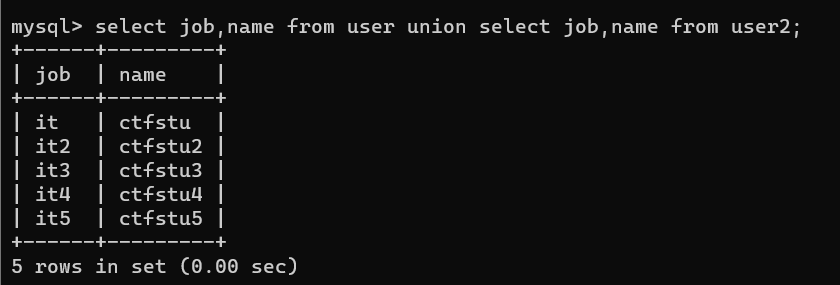 mysql> select job,name from user union select job,name from user2;
+------+---------+
| job  | name    |
+------+---------+
| it   | ctfstu  |
| it2  | ctfstu2 |
| it3  | ctfstu3 |
| it4  | ctfstu4 |
| it5  | ctfstu5 |
+------+---------+
5 rows in set (0.00 sec)